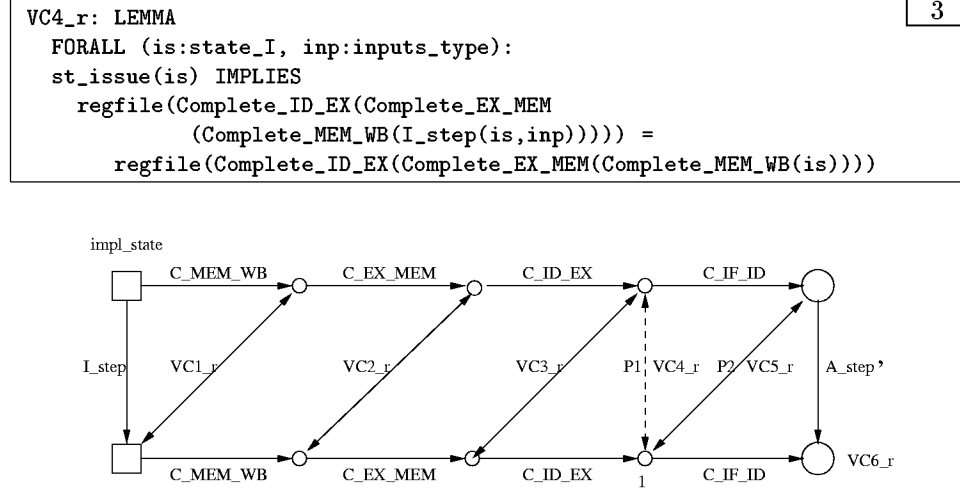 VC4_r: LEMMA
3
FORALL (is:state_I, inp:inputs_type):
st_issue(is) IMPLIES
regfile(Complete_ID_EX(Complete_EX_MEM
(Complete_MEM_WB(I_step(is,inp))))) =
regfile(Complete_ID_EX(Complete_EX_MEM(Complete_MEM_WB(is))))
impl_state
C_MEM_WB C_EX_MEM C_ID_EX C_IF_ID
I_step VC1_r VC2_r VC3_r P1 VC4_r P2 VC5_r A_step’
VC6_r
C_MEM_WB C_EX_MEM C_ID_EX C_IF_ID
1